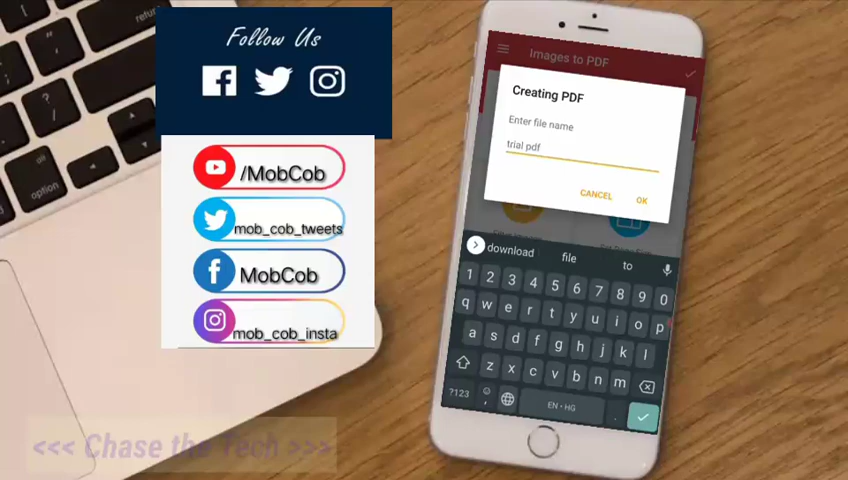 Follow Us
/MobCob
mob_cob_tweets
MobCob
mob_cob_insta
<<< Chase the Tech >>>
Images to PDF
Creating PDF
Enter file name
trial pdf
CANCEL OK
download file to
1 2 3 4 5 6 7 8 9 0
q w e r t y u i o p
a s d f g h j k l
z x c v b n m
?123 EN • HG .
option